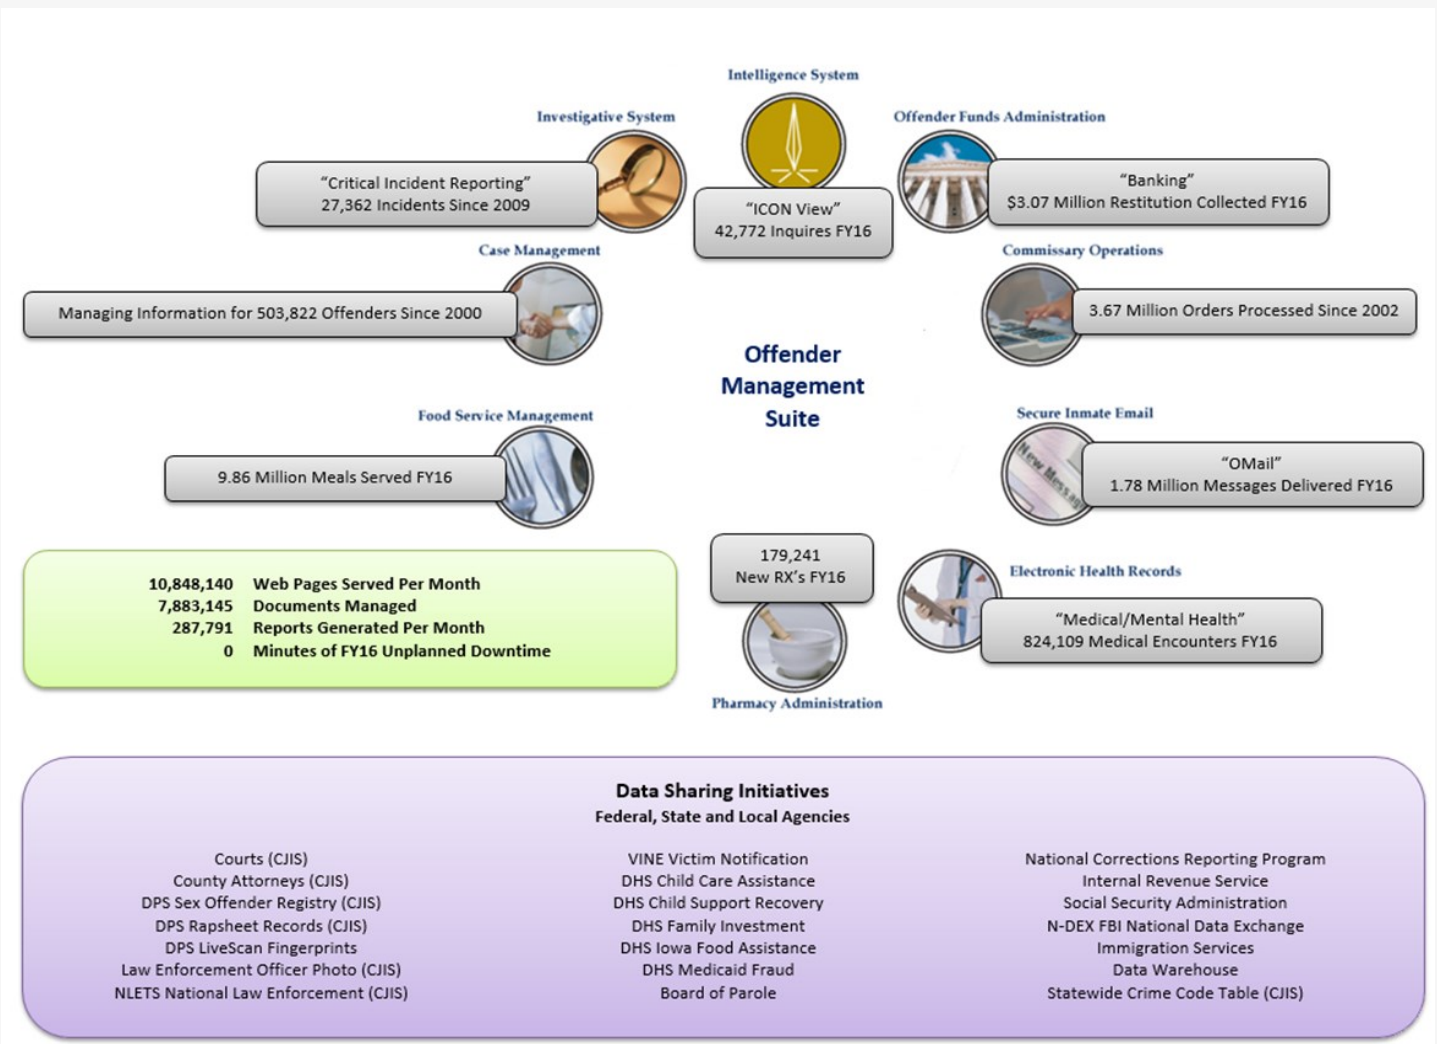 Intelligence System
Investigative System
Offender Funds Administration
“Critical Incident Reporting”
27,362 Incidents Since 2009
“ICON View”
42,772 Inquires FY16
“Banking”
$3.07 Million Restitution Collected FY16
Case Management
Managing Information for 503,822 Offenders Since 2000
Commissary Operations
3.67 Million Orders Processed Since 2002
Offender
Management
Suite
Food Service Management
9.86 Million Meals Served FY16
Secure Inmate Email
New Messag
“OMail”
1.78 Million Messages Delivered FY16
179,241
New RX’s FY16
Pharmacy Administration
Electronic Health Records
“Medical/Mental Health”
824,109 Medical Encounters FY16
10,848,140 Web Pages Served Per Month
7,883,145 Documents Managed
287,791 Reports Generated Per Month
0 Minutes of FY16 Unplanned Downtime
Data Sharing Initiatives
Federal, State and Local Agencies
Courts (CJIS)
County Attorneys (CJIS)
DPS Sex Offender Registry (CJIS)
DPS Rapsheet Records (CJIS)
DPS LiveScan Fingerprints
Law Enforcement Officer Photo (CJIS)
NLETS National Law Enforcement (CJIS)
VINE Victim Notification
DHS Child Care Assistance
DHS Child Support Recovery
DHS Family Investment
DHS Iowa Food Assistance
DHS Medicaid Fraud
Board of Parole
National Corrections Reporting Program
Internal Revenue Service
Social Security Administration
N-DEX FBI National Data Exchange
Immigration Services
Data Warehouse
Statewide Crime Code Table (CJIS)